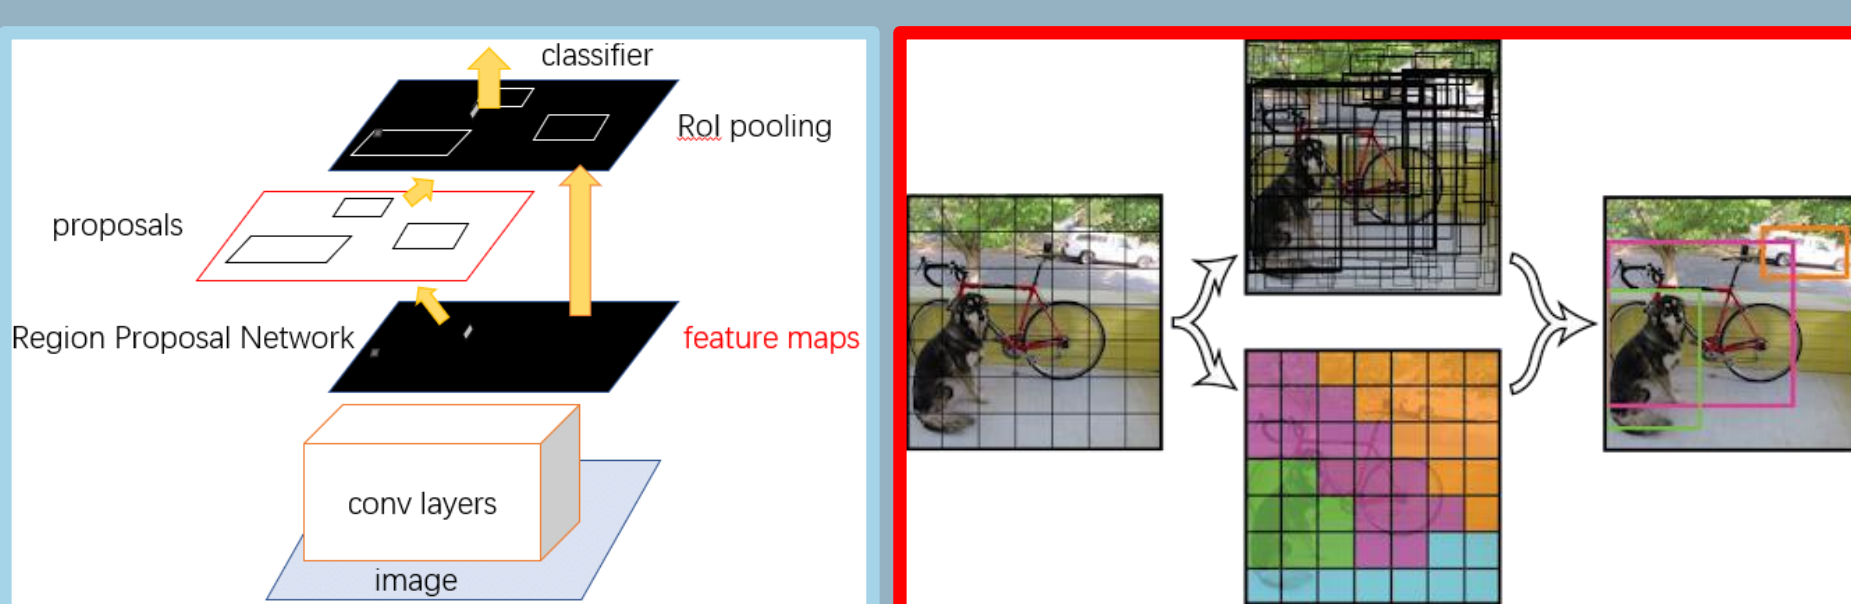 classifier
RoI pooling
proposals
Region Proposal Network
feature maps
conv layers
image